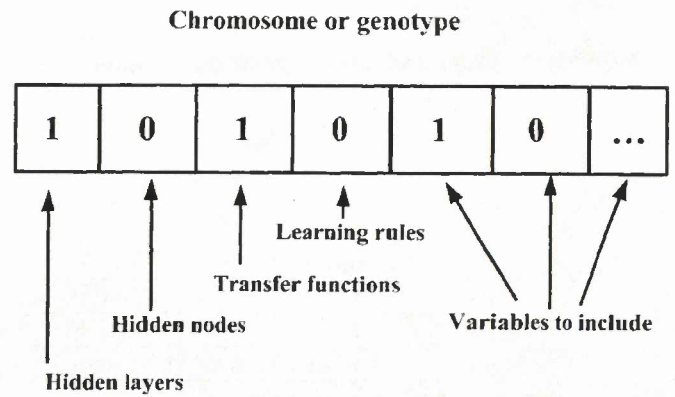 Chromosome or genotype
1 0 1 0 1 0 ...
Learning rules
Transfer functions
Hidden nodes
Variables to include
Hidden layers